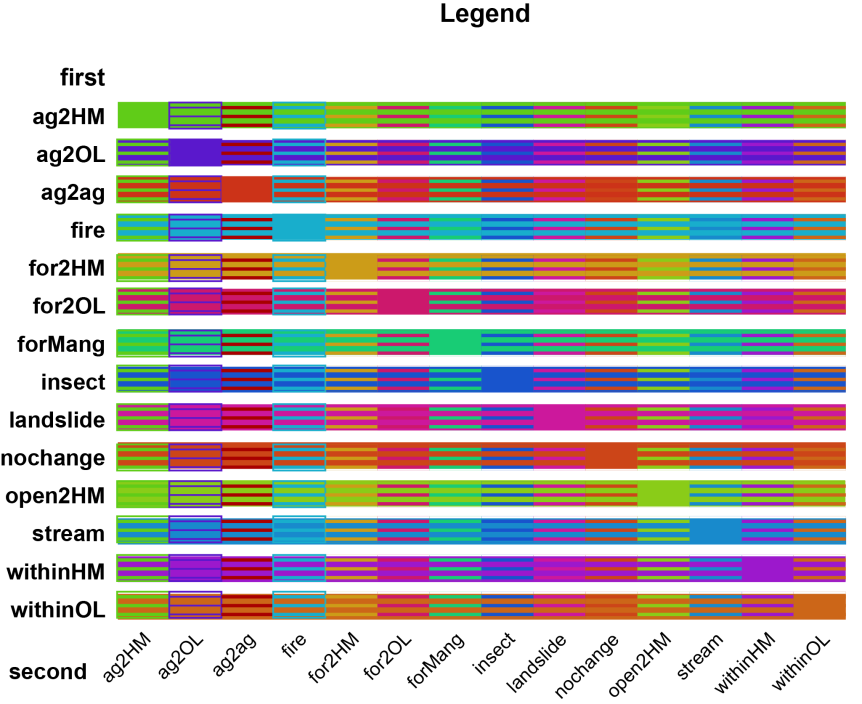 Legend
first
ag2HM
ag2OL
ag2ag
fire
for2HM
for2OL
forMang
insect
landslide
nochange
open2HM
stream
withinHM
withinOL
second
ag2HM
ag2OL
ag2ag
fire
for2HM
for2OL
forMang
insect
landslide
nochange
open2HM
stream
withinHM
withinOL